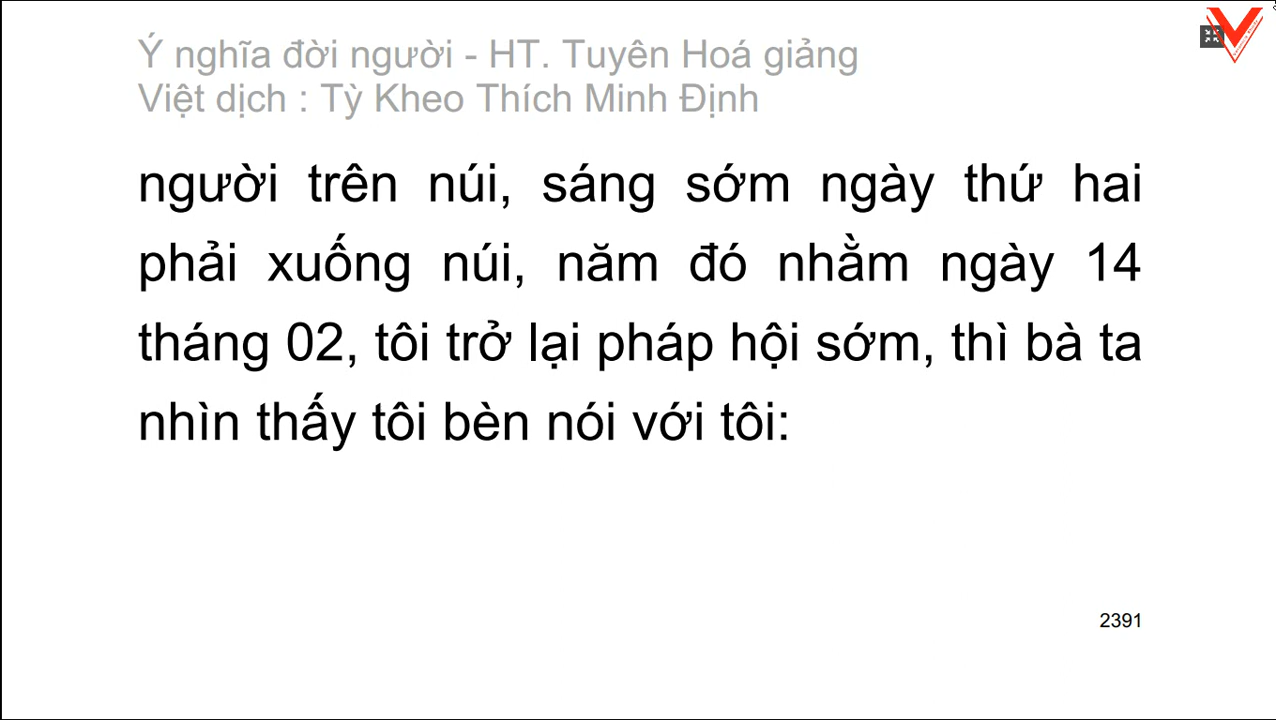 Ý nghĩa đời người - HT. Tuyên Hoá giảng
Việt dịch : Tỳ Kheo Thích Minh Định
người trên núi, sáng sớm ngày thứ hai
phải xuống núi, năm đó nhằm ngày 14
tháng 02, tôi trở lại pháp hội sớm, thì bà ta
nhìn thấy tôi bèn nói với tôi:
2391